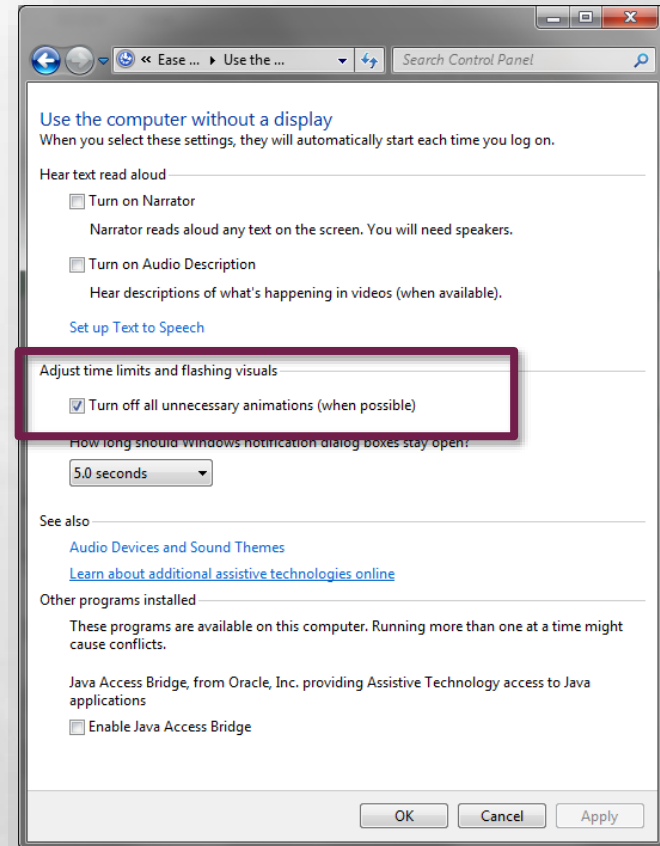 « Ease ... ▸ Use the ...
Search Control Panel
Use the computer without a display
When you select these settings, they will automatically start each time you log on.
Hear text read aloud
Turn on Narrator
Narrator reads aloud any text on the screen. You will need speakers.
Turn on Audio Description
Hear descriptions of what's happening in videos (when available).
Set up Text to Speech
Adjust time limits and flashing visuals
Turn off all unnecessary animations (when possible)
How long should Windows notification dialog boxes stay open?
5.0 seconds
See also
Audio Devices and Sound Themes
Learn about additional assistive technologies online
Other programs installed
These programs are available on this computer. Running more than one at a time might
cause conflicts.
Java Access Bridge, from Oracle, Inc. providing Assistive Technology access to Java
applications
Enable Java Access Bridge
OK Cancel Apply